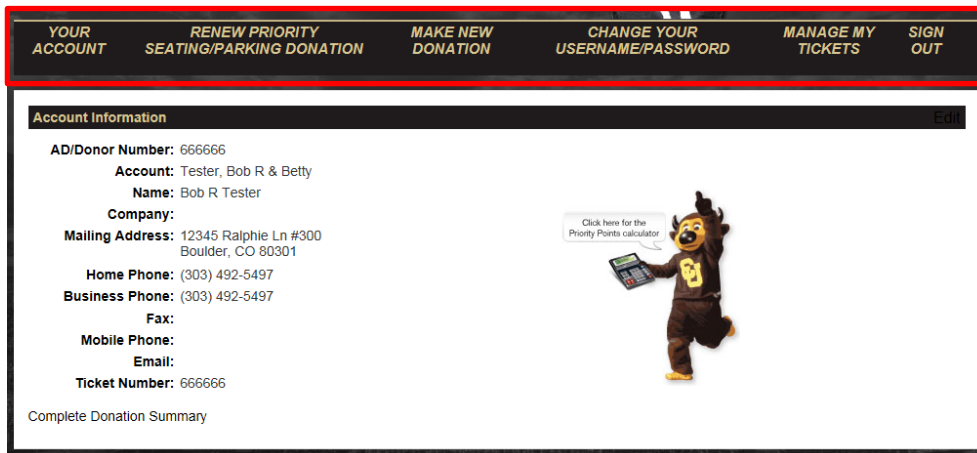 YOUR ACCOUNT
RENEW PRIORITY SEATING/PARKING DONATION
MAKE NEW DONATION
CHANGE YOUR USERNAME/PASSWORD
MANAGE MY TICKETS
SIGN OUT
Account Information Edit
AD/Donor Number: 666666
Account: Tester, Bob R & Betty
Name: Bob R Tester
Company:
Mailing Address: 12345 Ralphie Ln #300
Boulder, CO 80301
Home Phone: (303) 492-5497
Business Phone: (303) 492-5497
Fax:
Mobile Phone:
Email:
Ticket Number: 666666
Click here for the
Priority Points calculator
CU
Complete Donation Summary